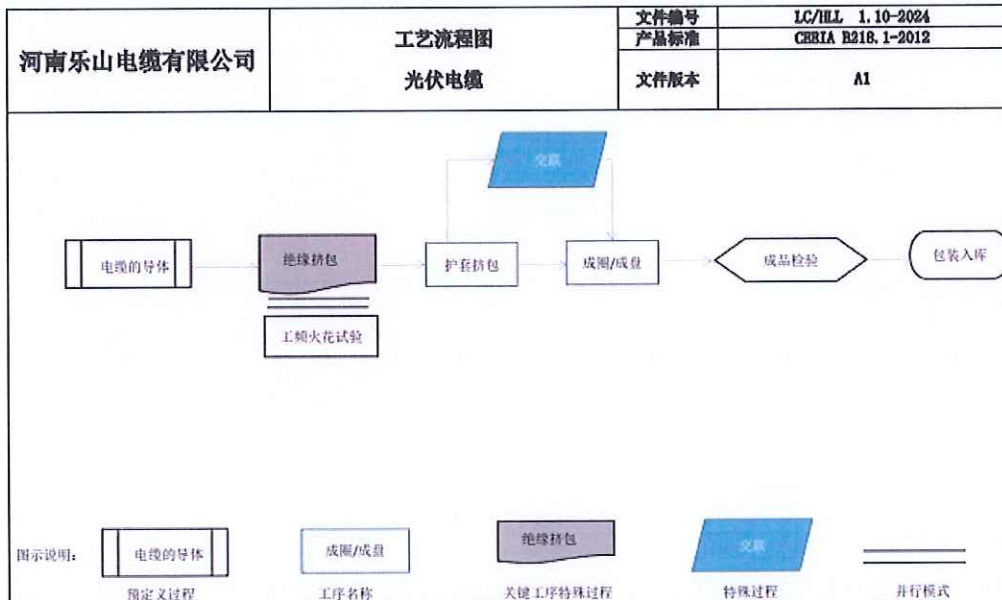 河南乐山电缆有限公司
工艺流程图
光伏电缆
文件编号 LC/HLL 1.10-2024
产品标准 CEEIA B218.1-2012
文件版本 A1
交联
电缆的导体
绝缘挤包
护套挤包
成圈/成盘
成品检验
包装入库
工频火花试验
图示说明:
电缆的导体
成圈/成盘
绝缘挤包
交联
预定义过程
工序名称
关键工序特殊过程
特殊过程
并行模式